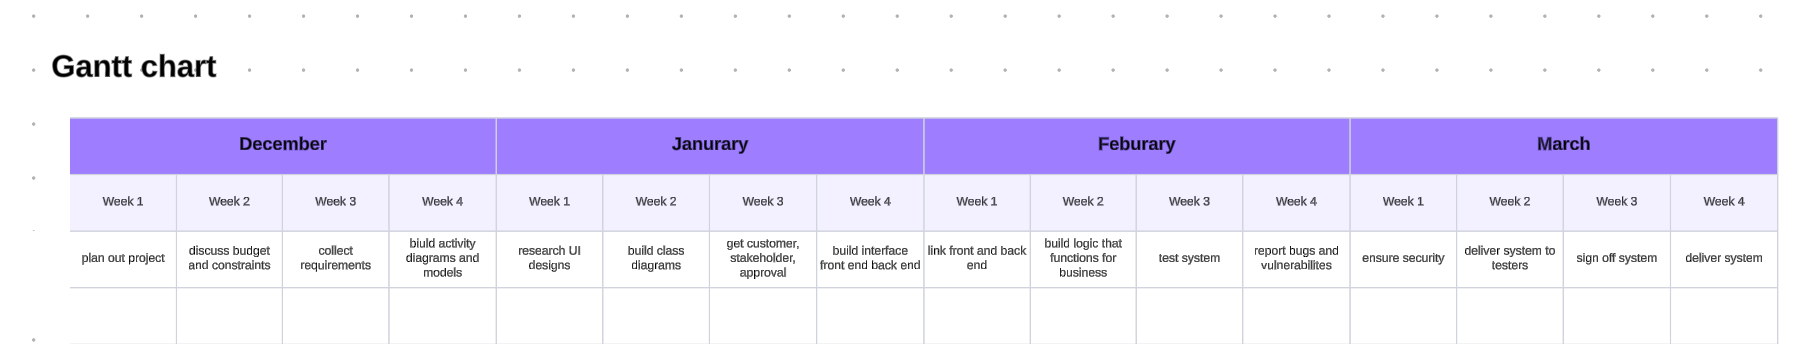 Gantt chart
December Janurary Feburary March
Week 1 Week 2 Week 3 Week 4 Week 1 Week 2 Week 3 Week 4 Week 1 Week 2 Week 3 Week 4 Week 1 Week 2 Week 3 Week 4
plan out project
discuss budget
and constraints
collect
requirements
biuld activity
diagrams and
models
research UI
designs
build class
diagrams
get customer,
stakeholder,
approval
build interface
front end back end
link front and back
end
build logic that
functions for
business
test system
report bugs and
vulnerabilites
ensure security
deliver system to
testers
sign off system
deliver system